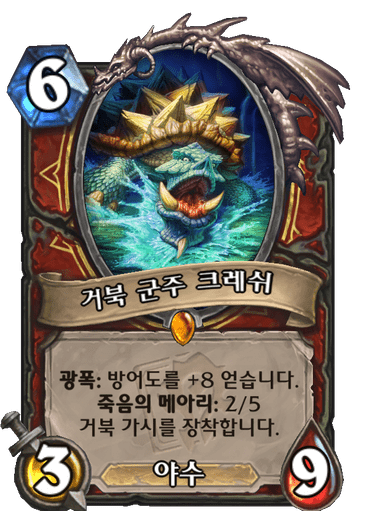 6
거북 군주 크레쉬
광폭: 방어도를 +8 얻습니다.
죽음의 메아리: 2/5
거북 가시를 장착합니다.
3
야수
9